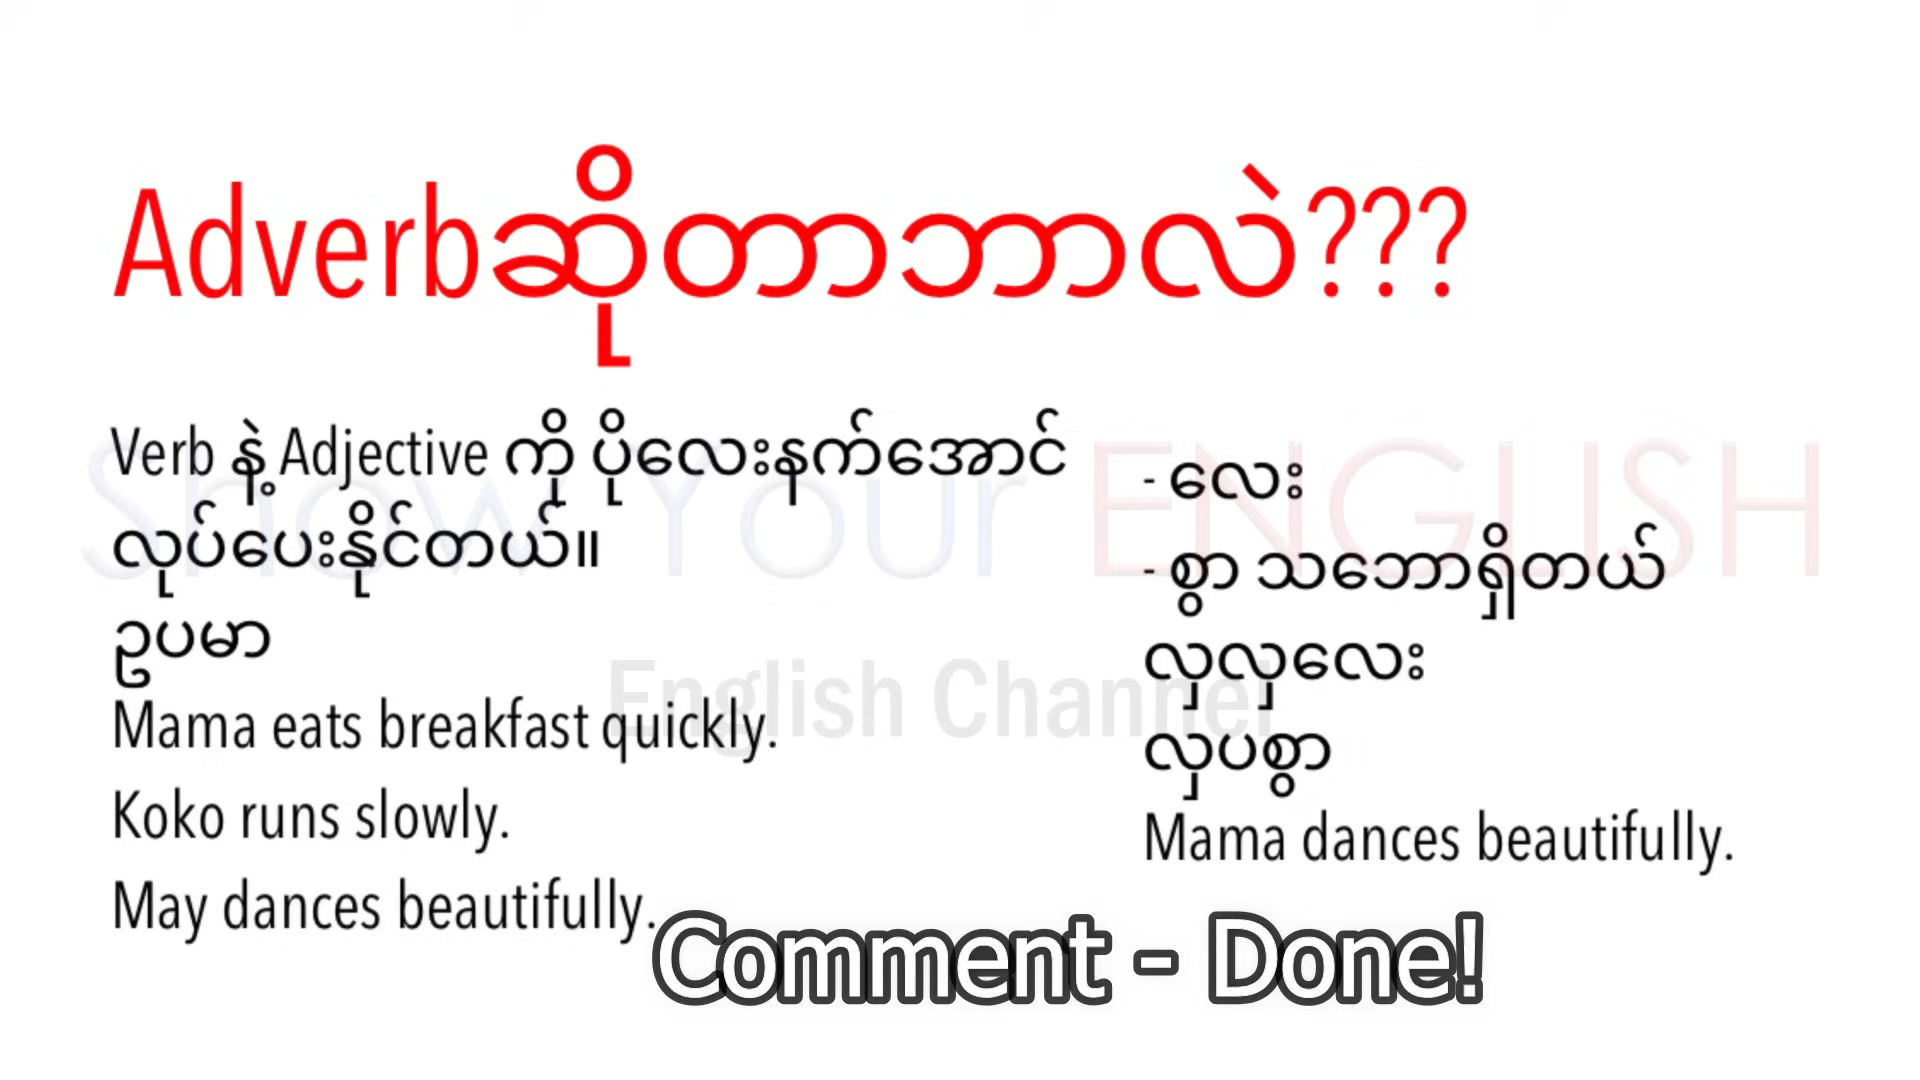 Adverbဆိုတာဘာလဲ???
Verb နဲ့ Adjective ကို ပိုလေးနက်အောင်
လုပ်ပေးနိုင်တယ်။
ဥပမာ
Mama eats breakfast quickly.
Koko runs slowly.
May dances beautifully.
- လေး
- စွာ သဘောရှိတယ်
လှလှလေး
လှပစွာ
Mama dances beautifully.
Show Your ENGLISH
English Channel
Comment - Done!